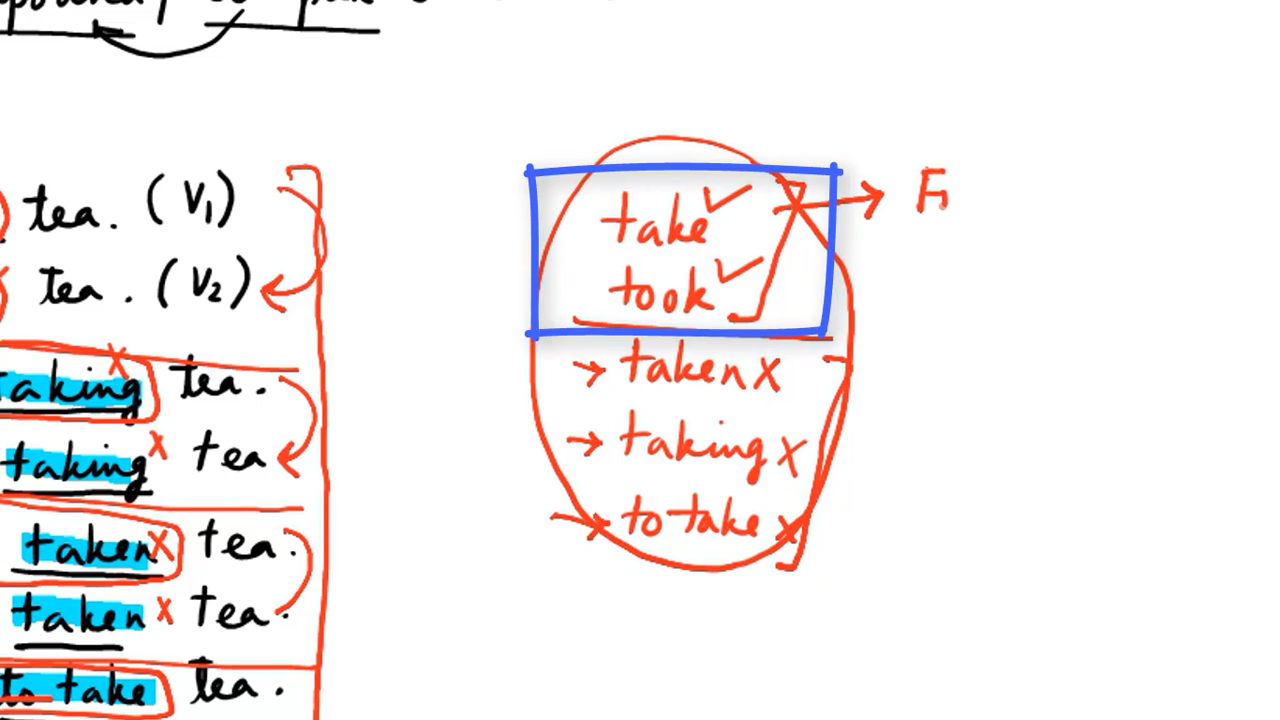 tea. (V1)
tea. (V2)
taking x tea.
taking x tea
taken x tea.
taken x tea.
to take tea.
take ✓
took ✓
→ taken x
→ taking x
→ to take x